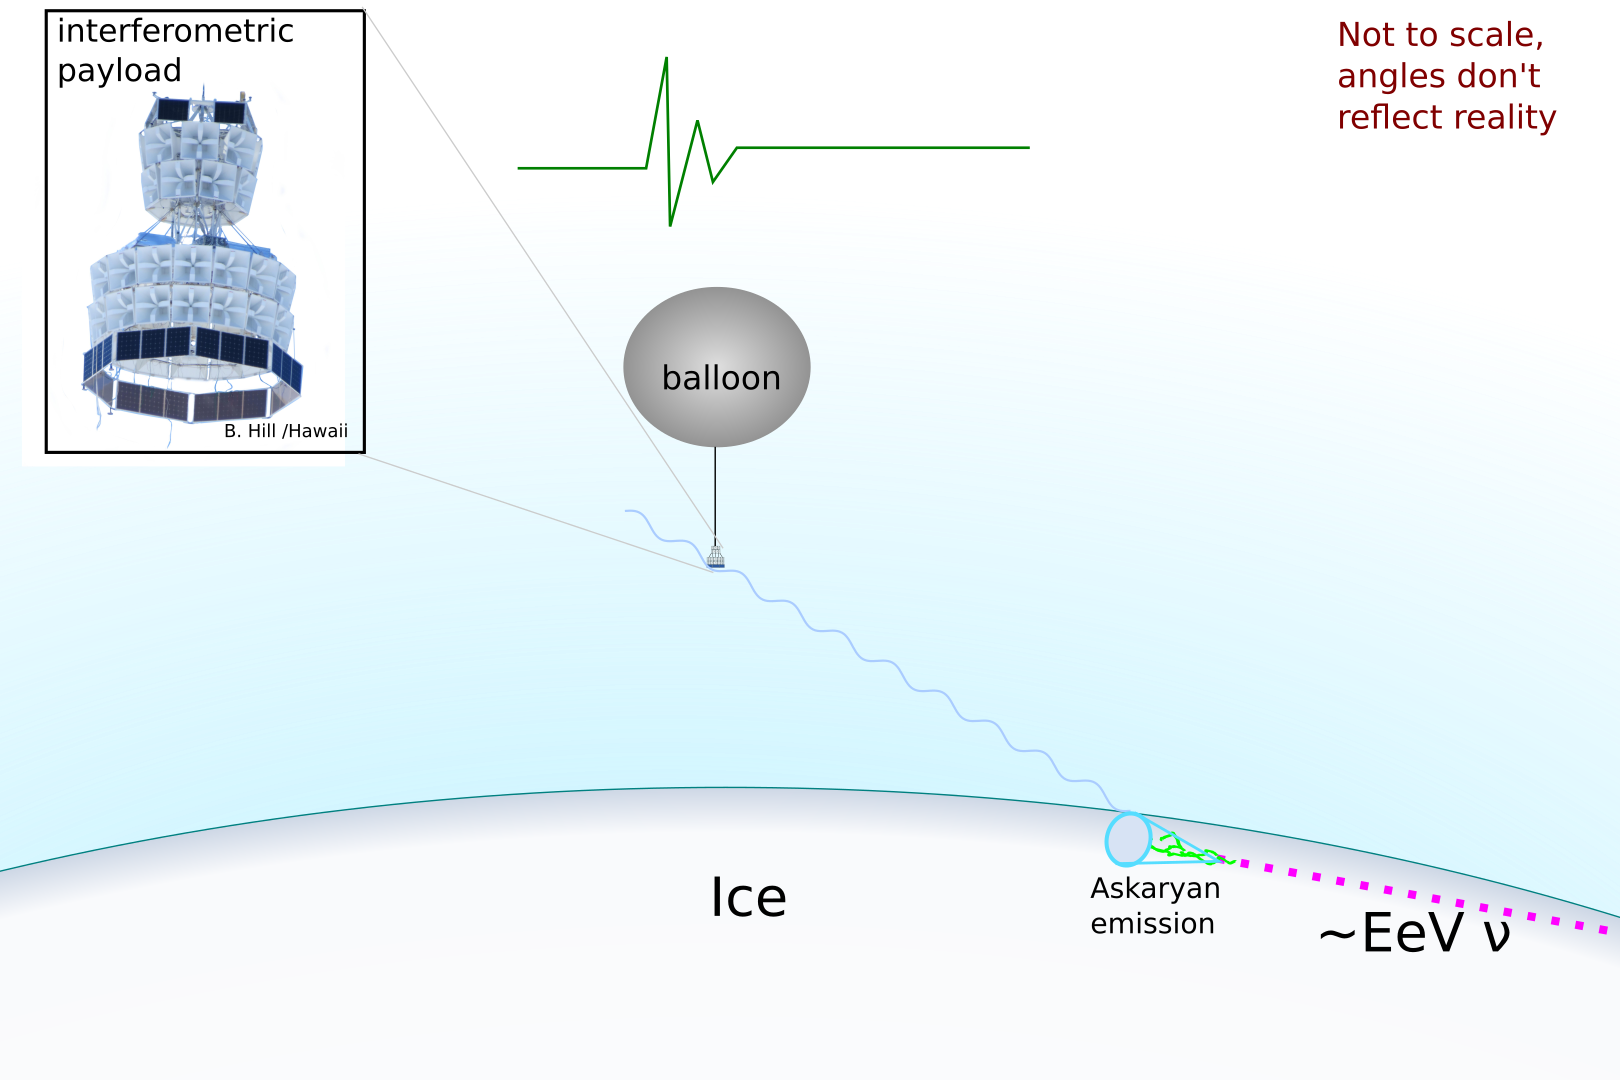 interferometric
payload
B. Hill /Hawaii
Not to scale,
angles don't
reflect reality
balloon
Ice
Askaryan
emission
~EeV ν